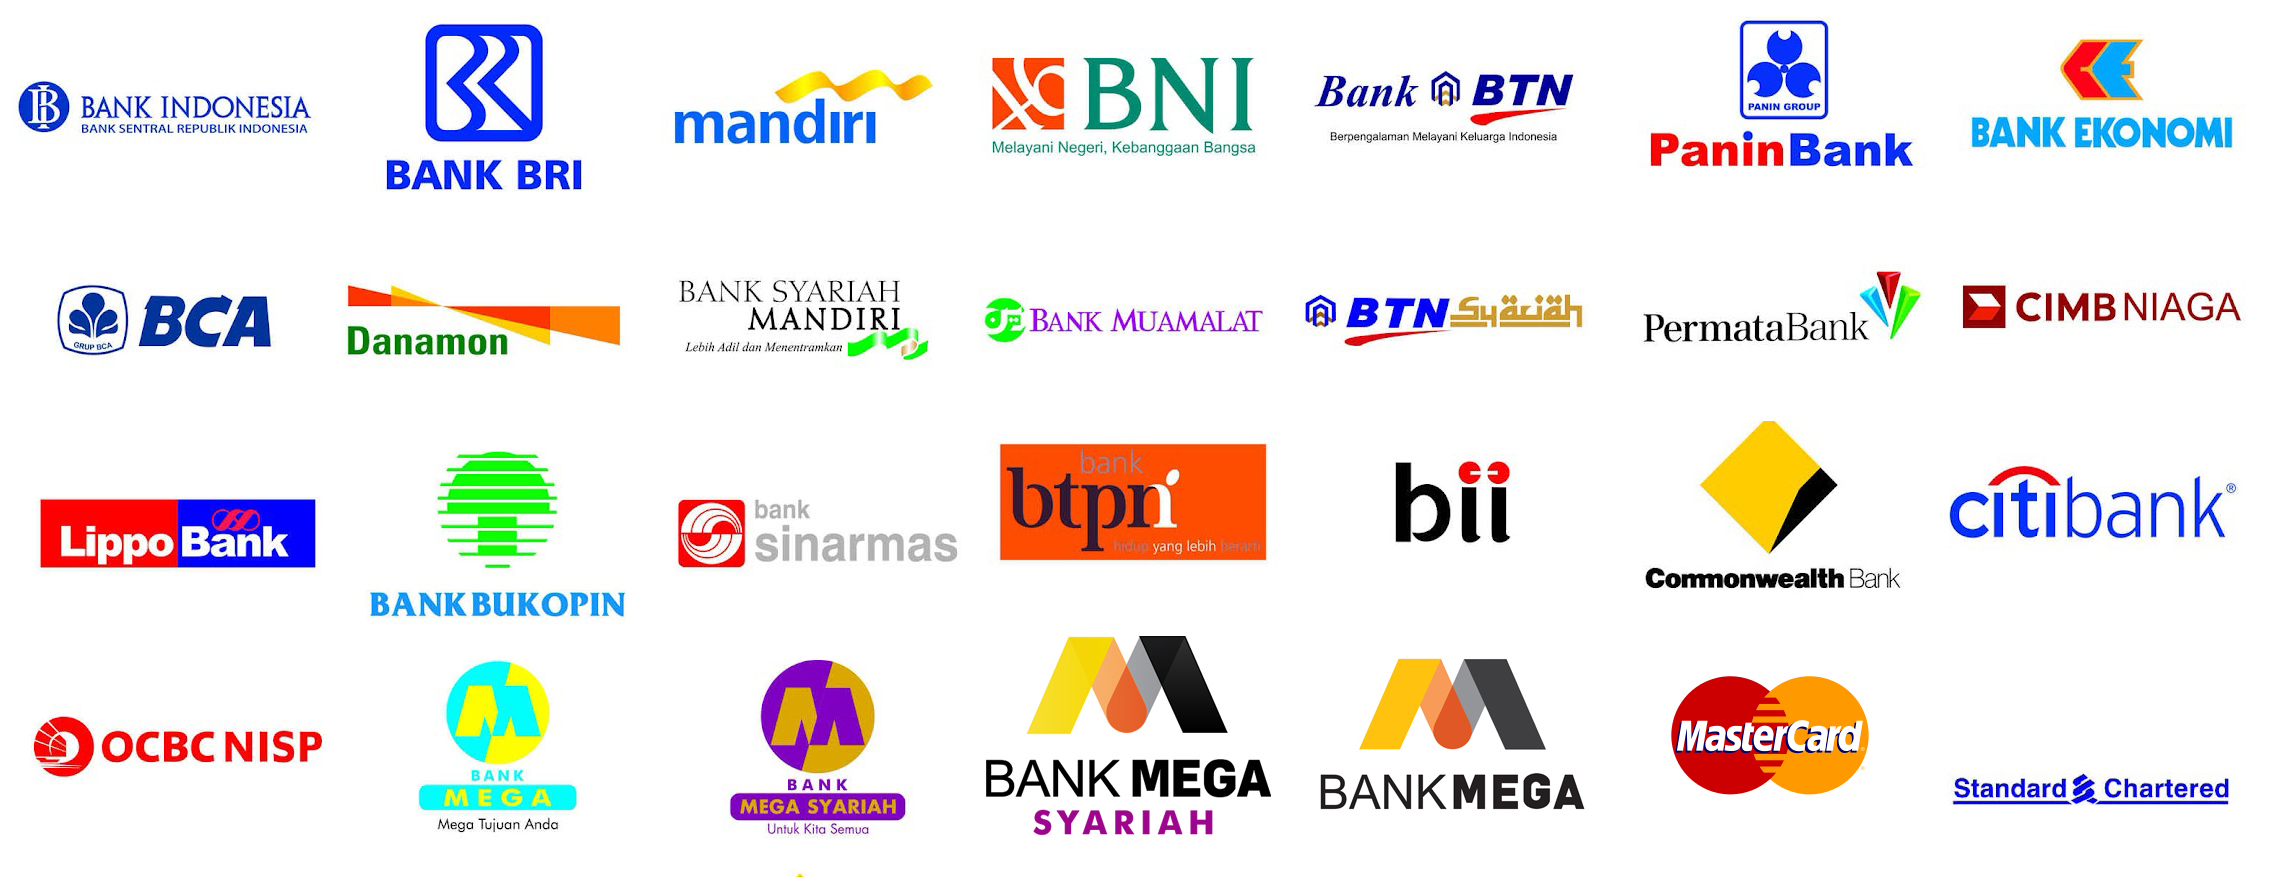 BANK INDONESIA
BANK SENTRAL REPUBLIK INDONESIA
BANK BRI
mandiri
BNI
Melayani Negeri, Kebanggaan Bangsa
Bank BTN
Berpengalaman Melayani Keluarga Indonesia
PANIN GROUP
PaninBank
BANK EKONOMI
GRUP BCA
BCA
Danamon
BANK SYARIAH
MANDIRI
Lebih Adil dan Menentramkan
BANK MUAMALAT
BTN Syariah
PermataBank
CIMB NIAGA
LippoBank
BANK BUKOPIN
bank
sinarmas
bank
btpn
hidup yang lebih berarti
bii
CommonwealthBank
citibank®
OCBC NISP
BANK
MEGA
Mega Tujuan Anda
BANK
MEGA SYARIAH
Untuk Kita Semua
BANK MEGA
SYARIAH
BANK MEGA
MasterCard
Standard Chartered